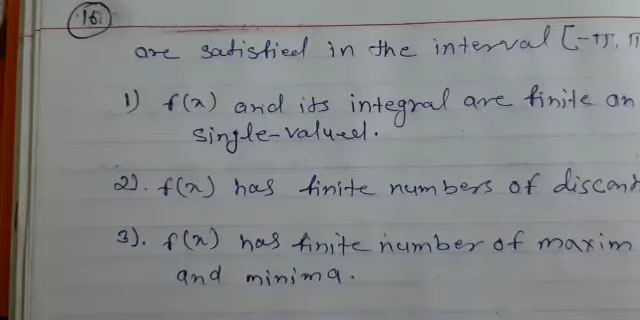 16.
are satisfied in the interval [-π, π
1) f(x) and its integral are finite an
single-valued.
2). f(x) has finite numbers of discont
3). f(x) has finite number of maxim
and minima.